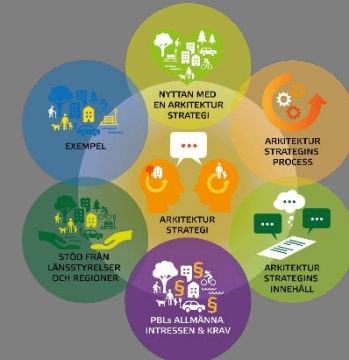 NYTTAN MED
EN ARKITEKTUR
STRATEGI
EXEMPEL
ARKITEKTUR
STRATEGINS
PROCESS
ARKITEKTUR
STRATEGI
STÖD FRÅN
LÄNSSTYRELSER
OCH REGIONER
ARKITEKTUR
STRATEGINS
INNEHÅLL
PBLs ALLMÄNNA
INTRESSEN & KRAV